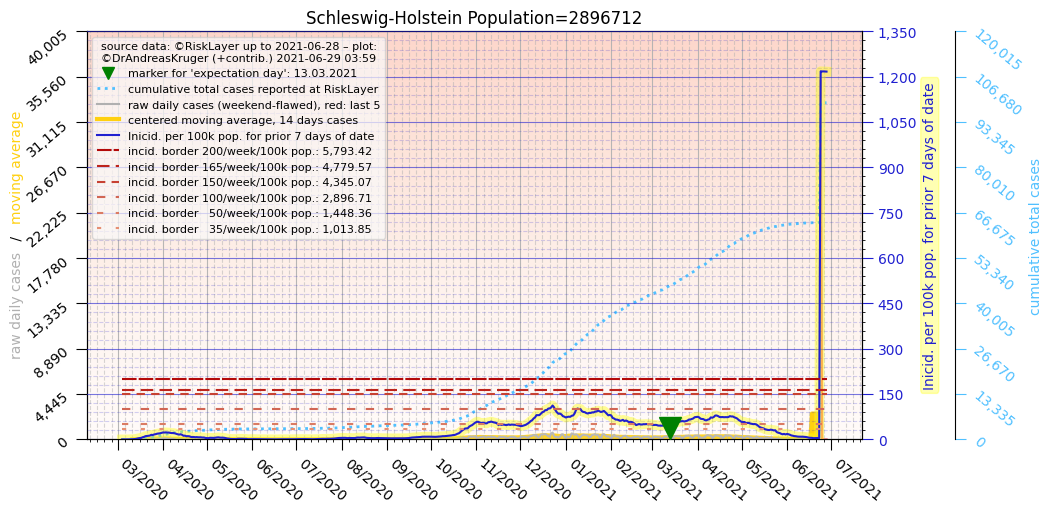 Schleswig-Holstein Population=2896712
source data: ©RiskLayer up to 2021-06-28 – plot:
©DrAndreasKruger (+contrib.) 2021-06-29 03:59
marker for 'expectation day': 13.03.2021
cumulative total cases reported at RiskLayer
raw daily cases (weekend-flawed), red: last 5
centered moving average, 14 days cases
Inicid. per 100k pop. for prior 7 days of date
incid. border 200/week/100k pop.: 5,793.42
incid. border 165/week/100k pop.: 4,779.57
incid. border 150/week/100k pop.: 4,345.07
incid. border 100/week/100k pop.: 2,896.71
incid. border 50/week/100k pop.: 1,448.36
incid. border 35/week/100k pop.: 1,013.85
raw daily cases / moving average
40,005
35,560
31,115
26,670
22,225
17,780
13,335
8,890
4,445
0
03/2020
04/2020
05/2020
06/2020
07/2020
08/2020
09/2020
10/2020
11/2020
12/2020
01/2021
02/2021
03/2021
04/2021
05/2021
06/2021
07/2021
1,350
1,200
1,050
900
750
600
450
300
150
0
Inicid. per 100k pop. for prior 7 days of date
120,015
106,680
93,345
80,010
66,675
53,340
40,005
26,670
13,335
0
cumulative total cases